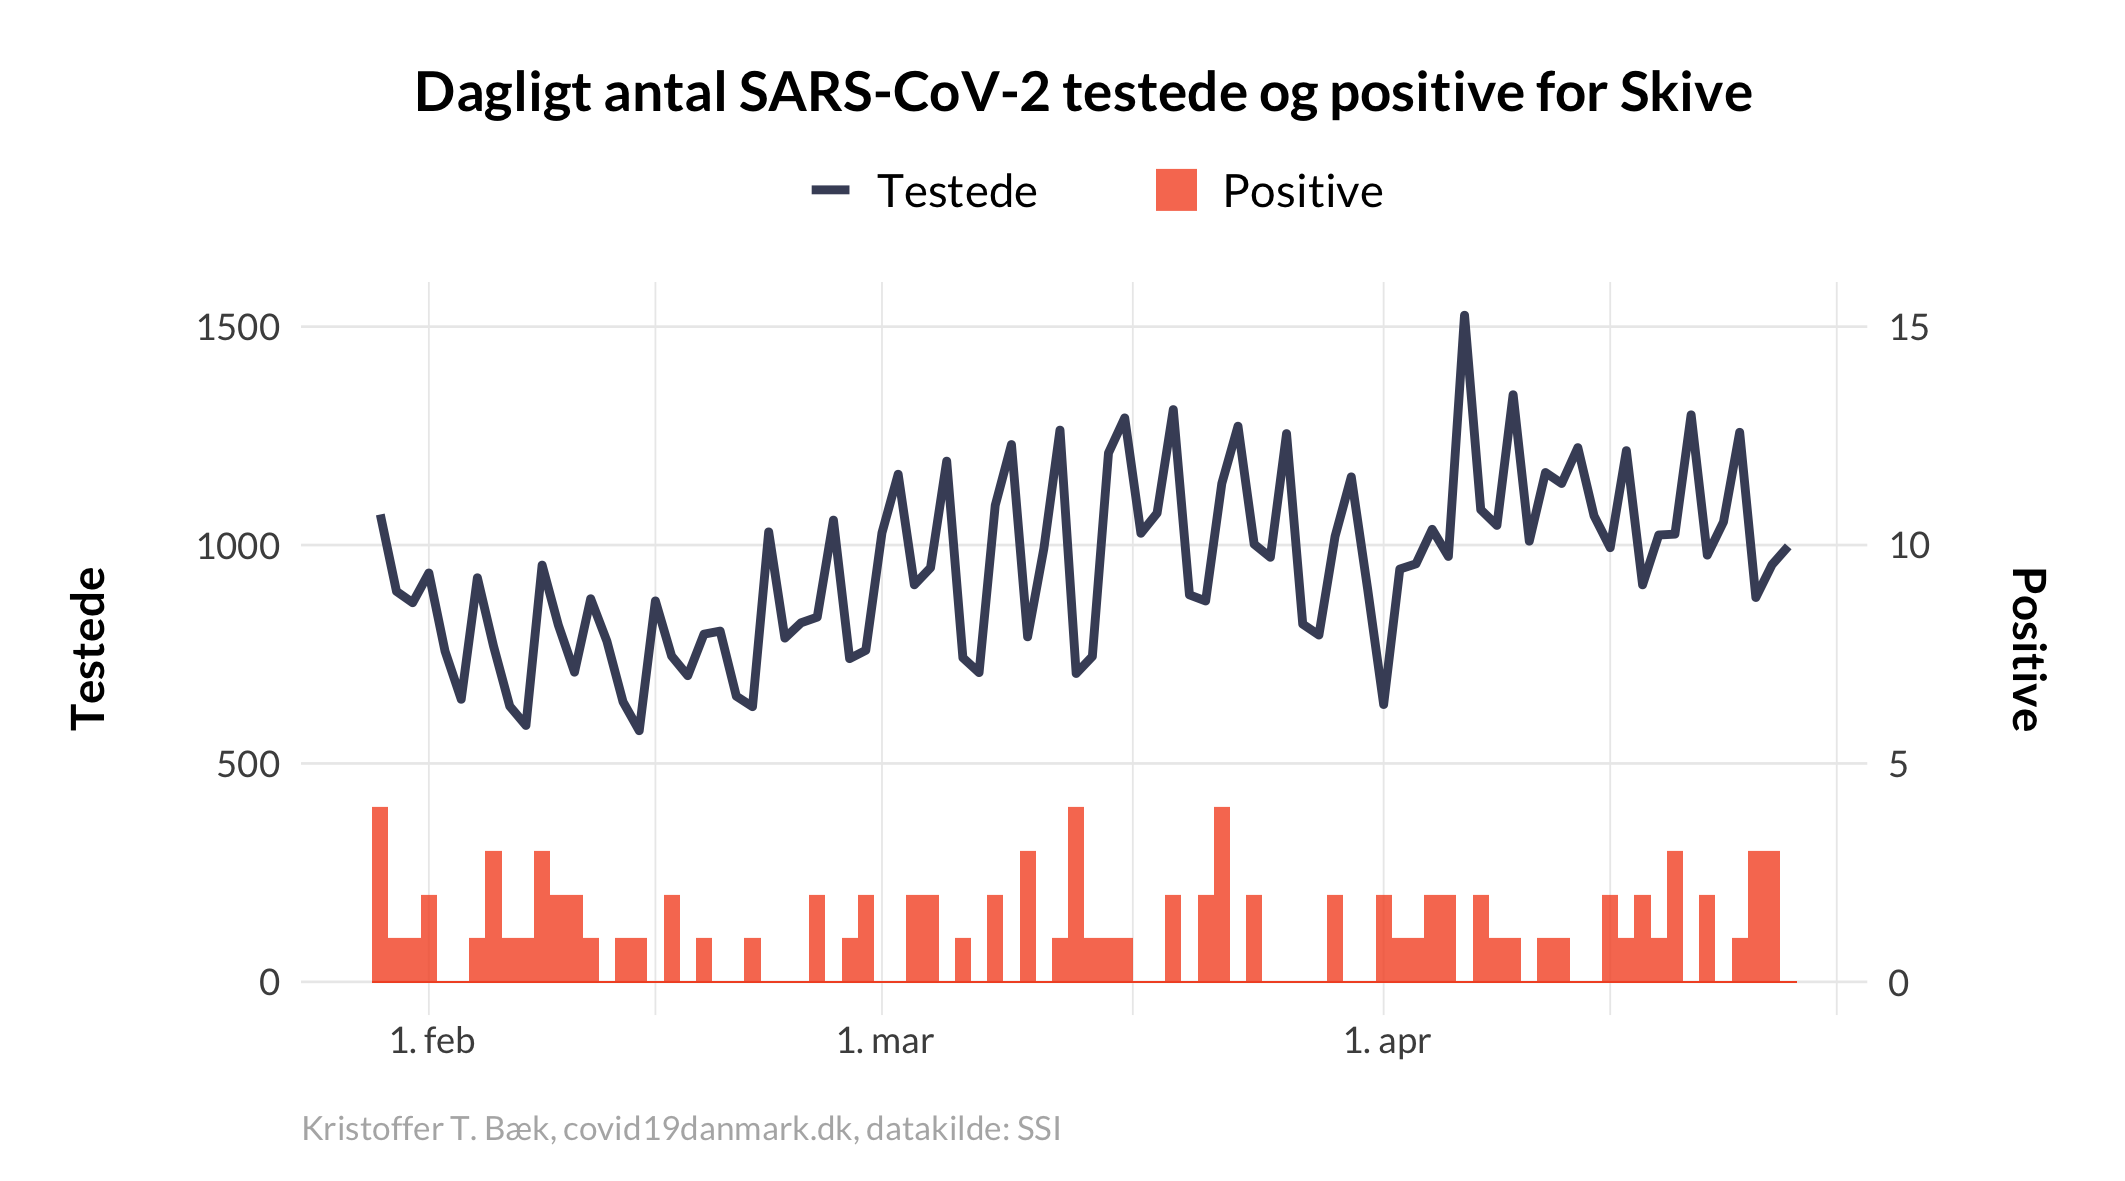 Dagligt antal SARS-CoV-2 testede og positive for Skive
Testede
Positive
1500
15
1000
10
500
5
0
0
Testede
Positive
1. feb
1. mar
1. apr
Kristoffer T. Bæk, covid19danmark.dk, datakilde: SSI